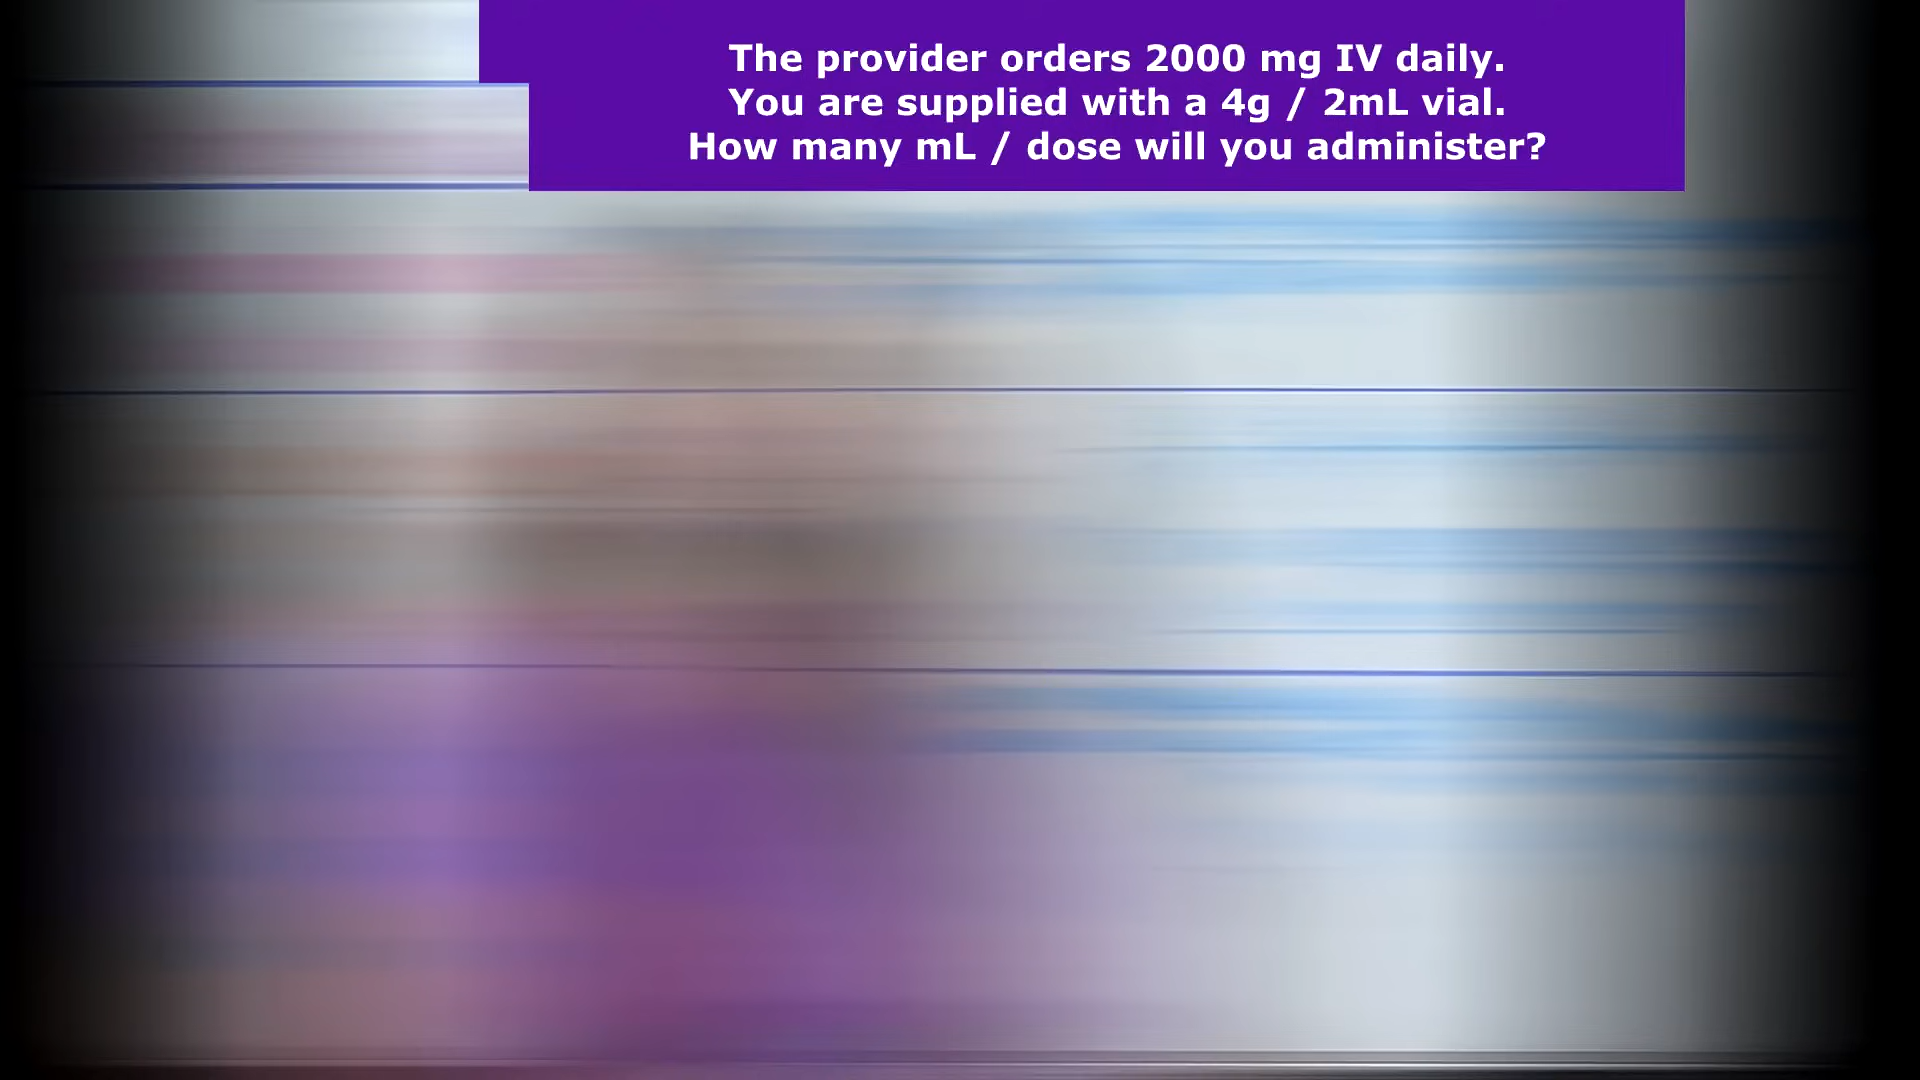 The provider orders 2000 mg IV daily.
You are supplied with a 4g / 2mL vial.
How many mL / dose will you administer?